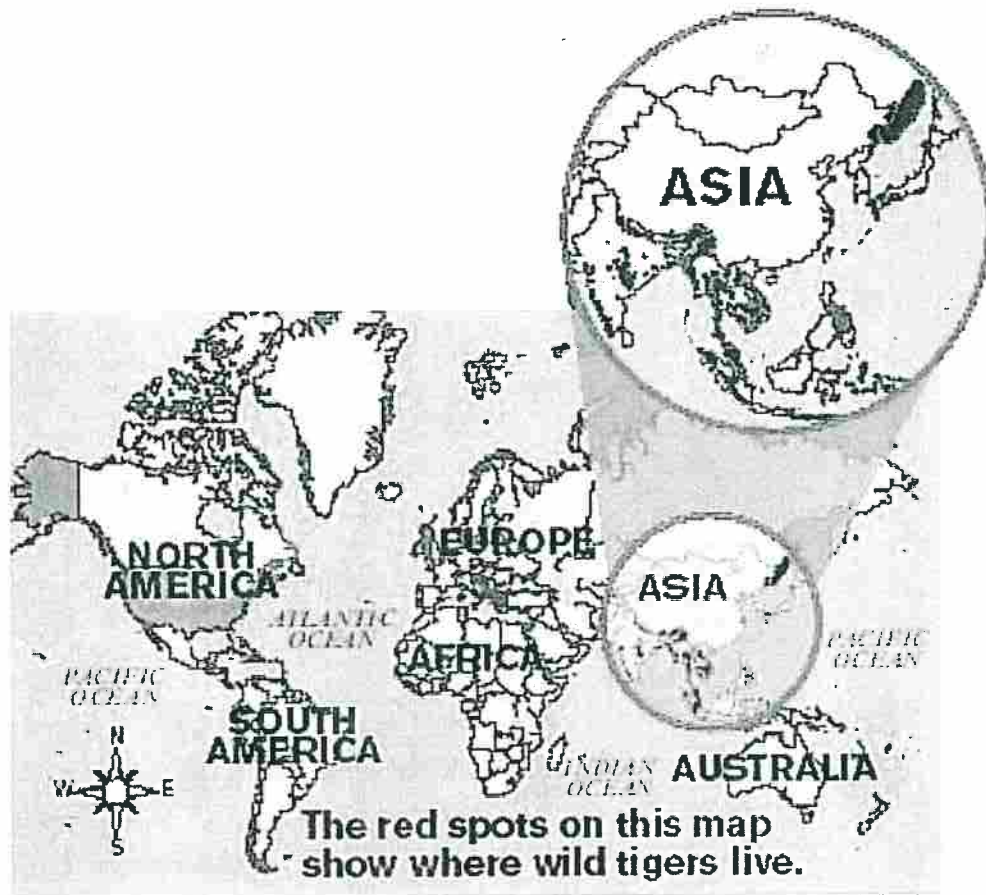 ASIA
NORTH
AMERICA
EUROPE
ASIA
ATLANTIC
OCEAN
AFRICA
PACIFIC
OCEAN
PACIFIC
OCEAN
SOUTH
AMERICA
N
W E
S
INDIAN
OCEAN
AUSTRALIA
The red spots on this map
show where wild tigers live.